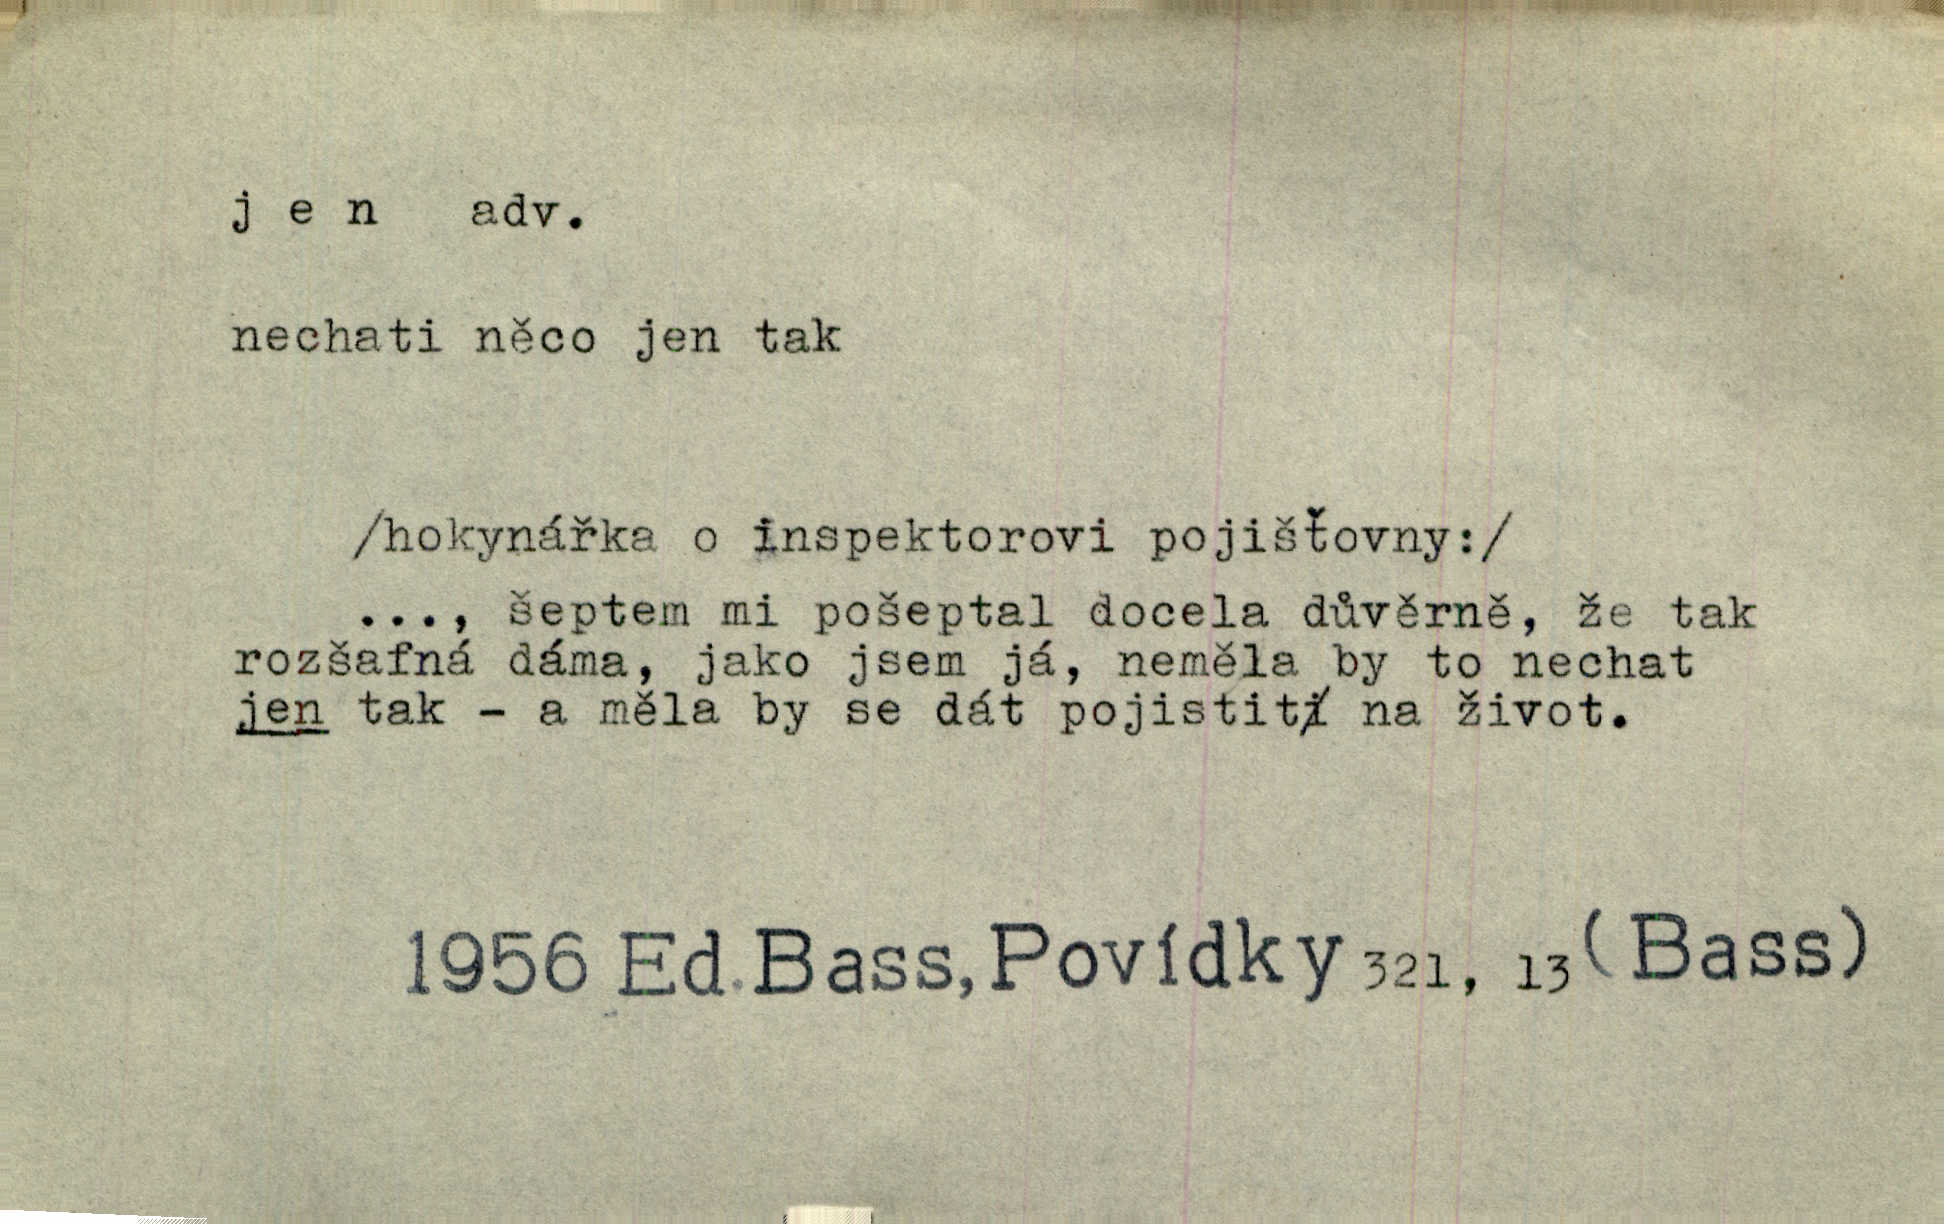 j e n adv.
nechati něco jen tak
/hokynářka o inspektorovi pojišťovny:/
..., šeptem mi pošeptal docela důvěrně, že tak
rozšafná dáma, jako jsem já, neměla by to nechat
jen tak - a měla by se dát pojistit na život.
1956 Ed. Bass, Povídky 321, 13 (Bass)